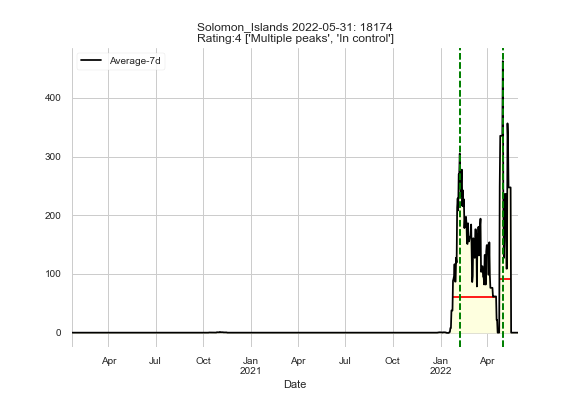 Solomon_Islands 2022-05-31: 18174
Rating:4 ['Multiple peaks', 'In control']
Average-7d
400
300
200
100
0
Apr Jul Oct Jan Apr Jul Oct Jan Apr
2021 2022
Date